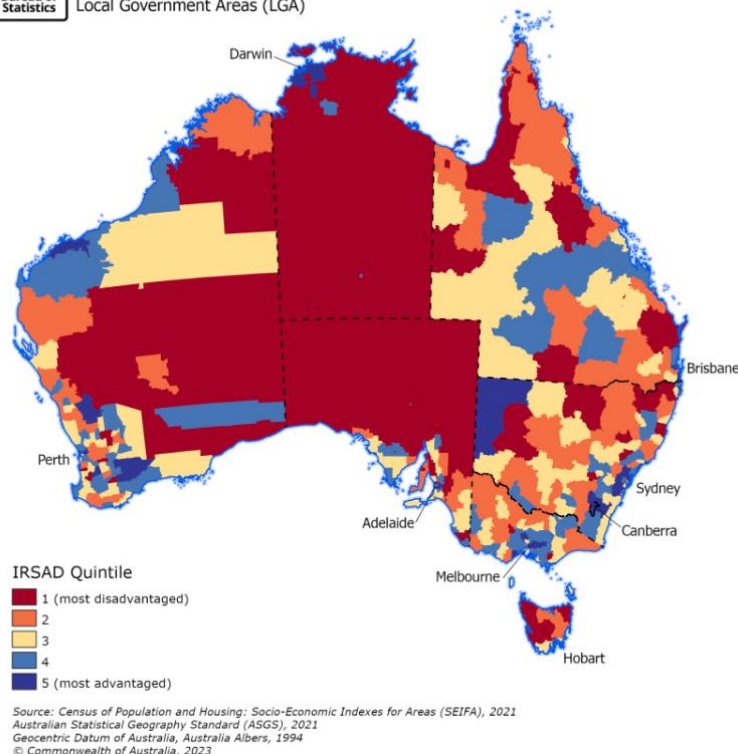 Statistics
Local Government Areas (LGA)
Darwin
Brisbane
Perth
Sydney
Adelaide
Canberra
Melbourne
Hobart
IRSAD Quintile
1 (most disadvantaged)
2
3
4
5 (most advantaged)
Source: Census of Population and Housing: Socio-Economic Indexes for Areas (SEIFA), 2021
Australian Statistical Geography Standard (ASGS), 2021
Geocentric Datum of Australia, Australia Albers, 1994
© Commonwealth of Australia, 2023